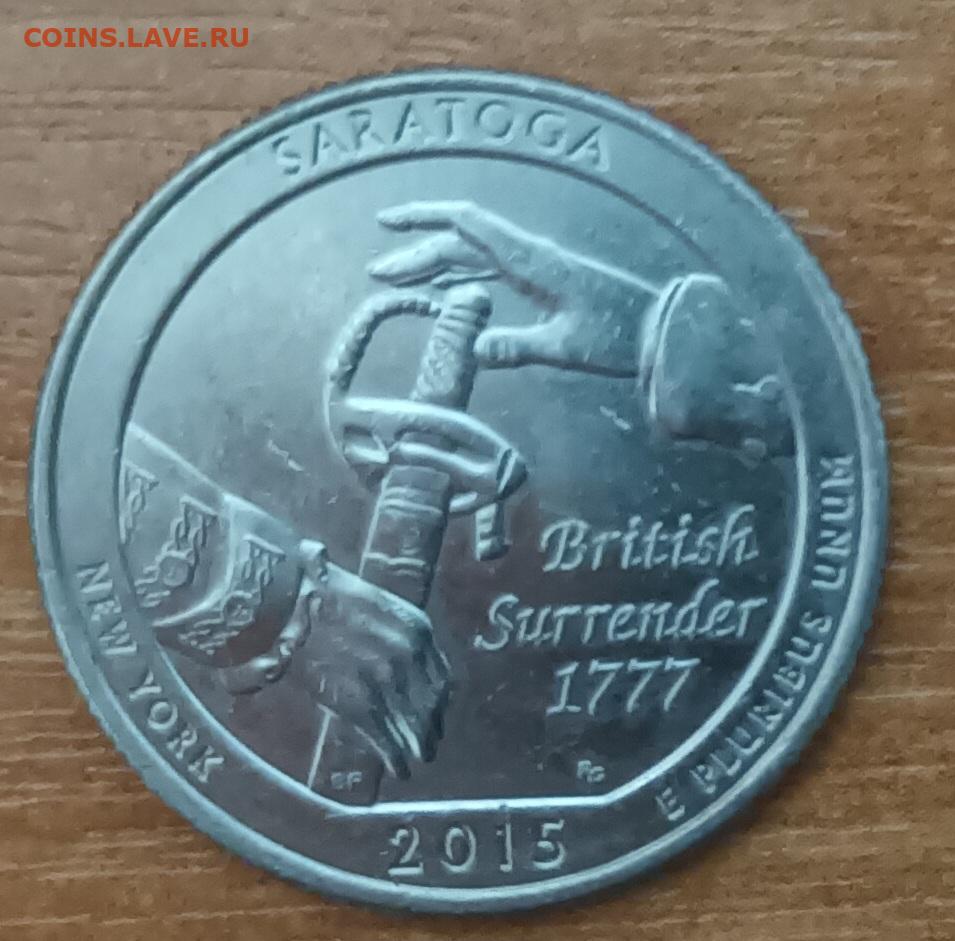 COINS.LAVE.RU
SARATOGA
British
Surrender
1777
NEW YORK
2015
E PLURIBUS UNUM